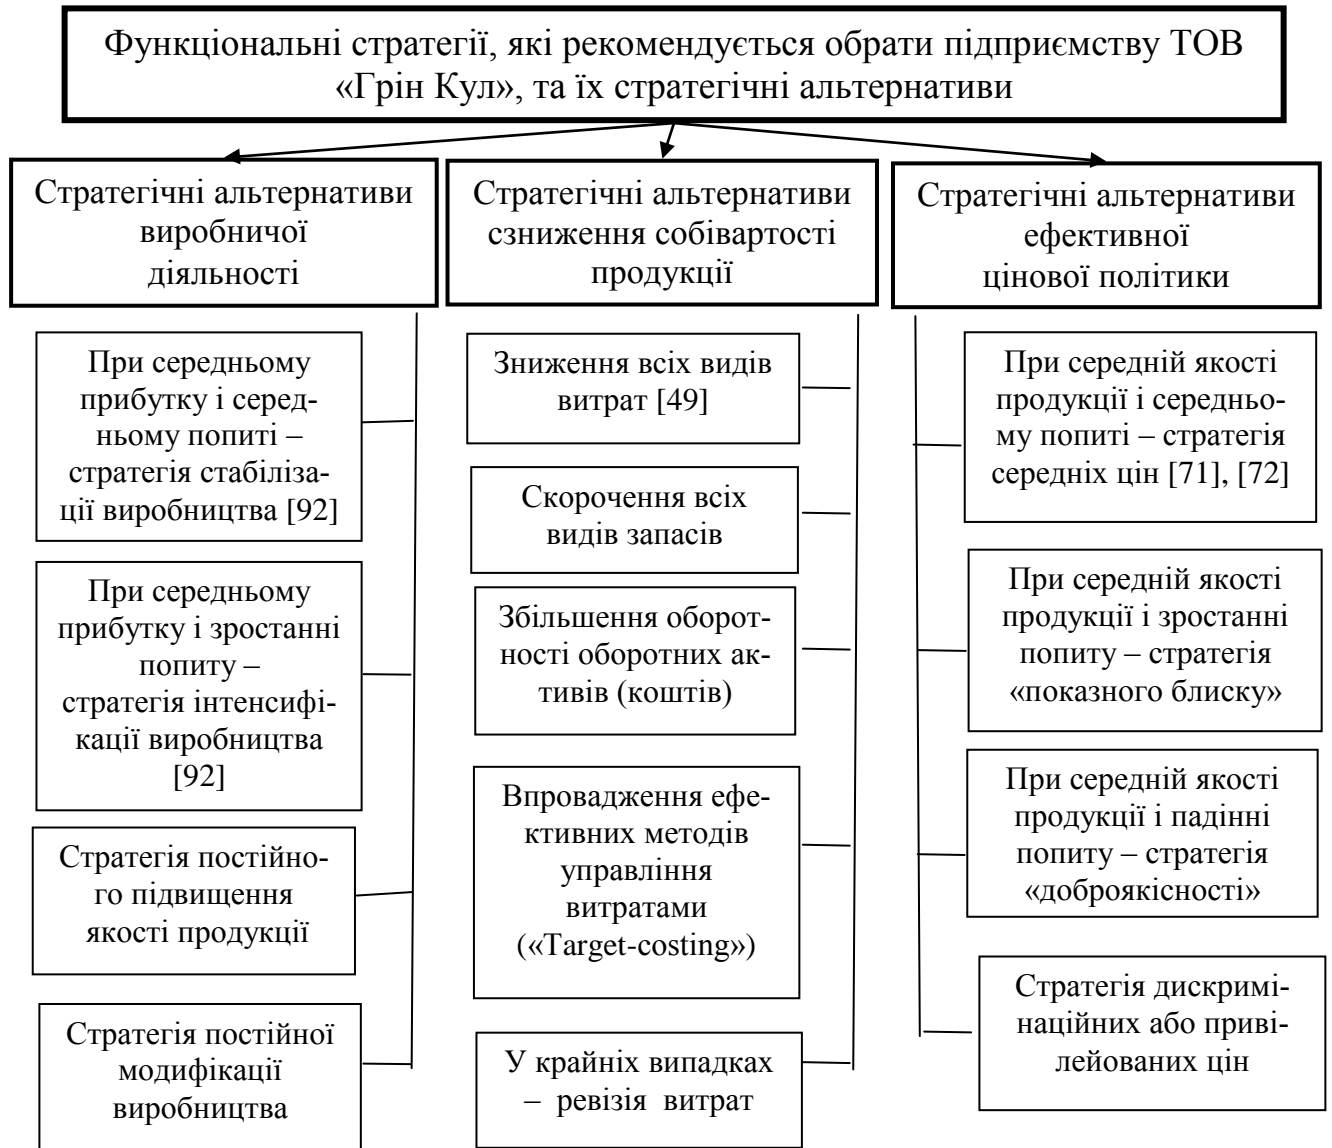 Функціональні стратегії, які рекомендується обрати підприємству ТОВ
«Грін Кул», та їх стратегічні альтернативи
Стратегічні альтернативи
виробничої
діяльності
При середньому
прибутку і серед-
ньому попиті –
стратегія стабіліза-
ції виробництва [92]
При середньому
прибутку і зростанні
попиту –
стратегія інтенсифі-
кації виробництва
[92]
Стратегія постійно-
го підвищення
якості продукції
Стратегія постійної
модифікації
виробництва
Стратегічні альтернативи
сзниження собівартості
продукції
Зниження всіх видів
витрат [49]
Скорочення всіх
видів запасів
Збільшення оборот-
ності оборотних ак-
тивів (коштів)
Впровадження ефе-
ктивних методів
управління
витратами
(«Target-costing»)
У крайніх випадках
– ревізія витрат
Стратегічні альтернативи
ефективної
цінової політики
При середній якості
продукції і середньо-
му попиті – стратегія
середніх цін [71], [72]
При середній якості
продукції і зростанні
попиту – стратегія
«показного блиску»
При середній якості
продукції і падінні
попиту – стратегія
«доброякісності»
Стратегія дискримі-
наційних або приві-
лейованих цін